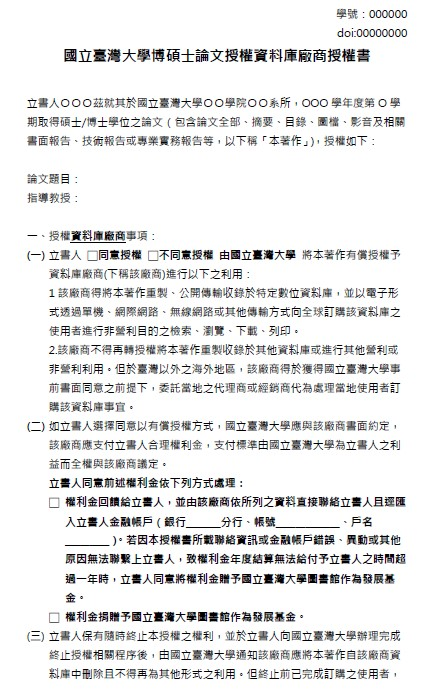 學號：000000
doi:00000000
國立臺灣大學博碩士論文授權資料庫廠商授權書
立書人〇〇〇茲就其於國立臺灣大學〇〇學院〇〇系所，〇〇〇 學年度第 〇 學
期取得碩士/博士學位之論文（包含論文全部、摘要、目錄、圖檔、影音及相關
書面報告、技術報告或專業實務報告等，以下稱「本著作」)，授權如下：
論文題目：
指導教授：
一、授權資料庫廠商事項：
(一) 立書人 □同意授權 □不同意授權 由國立臺灣大學 將本著作有償授權予
資料庫廠商(下稱該廠商)進行以下之利用：
1 該廠商得將本著作重製、公開傳輸收錄於特定數位資料庫，並以電子形
式透過單機、網際網路、無線網路或其他傳輸方式向全球訂購該資料庫之
使用者進行非營利目的之檢索、瀏覽、下載、列印。
2.該廠商不得再轉授權將本著作重製收錄於其他資料庫或進行其他營利或
非營利利用。但於臺灣以外之海外地區，該廠商得於獲得國立臺灣大學事
前書面同意之前提下，委託當地之代理商或經銷商代為處理當地使用者訂
購該資料庫事宜。
(二) 如立書人選擇同意以有償授權方式，國立臺灣大學應與該廠商書面約定，
該廠商應支付立書人合理權利金，支付標準由國立臺灣大學為立書人之利
益而全權與該廠商議定。
立書人同意前述權利金依下列方式處理：
□ 權利金回饋給立書人，並由該廠商依所列之資料直接聯絡立書人且逕匯
入立書人金融帳戶（銀行______分行、帳號____________、戶名
________ )。若因本授權書所載聯絡資訊或金融帳戶錯誤、異動或其他
原因無法聯繫上立書人，致權利金年度結算無法給付予立書人之時間超
過一年時，立書人同意將權利金贈予國立臺灣大學圖書館作為發展基
金。
□ 權利金捐贈予國立臺灣大學圖書館作為發展基金。
(三) 立書人保有隨時終止本授權之權利，並於立書人向國立臺灣大學辦理完成
終止授權相關程序後，由國立臺灣大學通知該廠商應將本著作自該廠商資
料庫中刪除且不得再為其他形式之利用。但終止前已完成訂購之使用者，